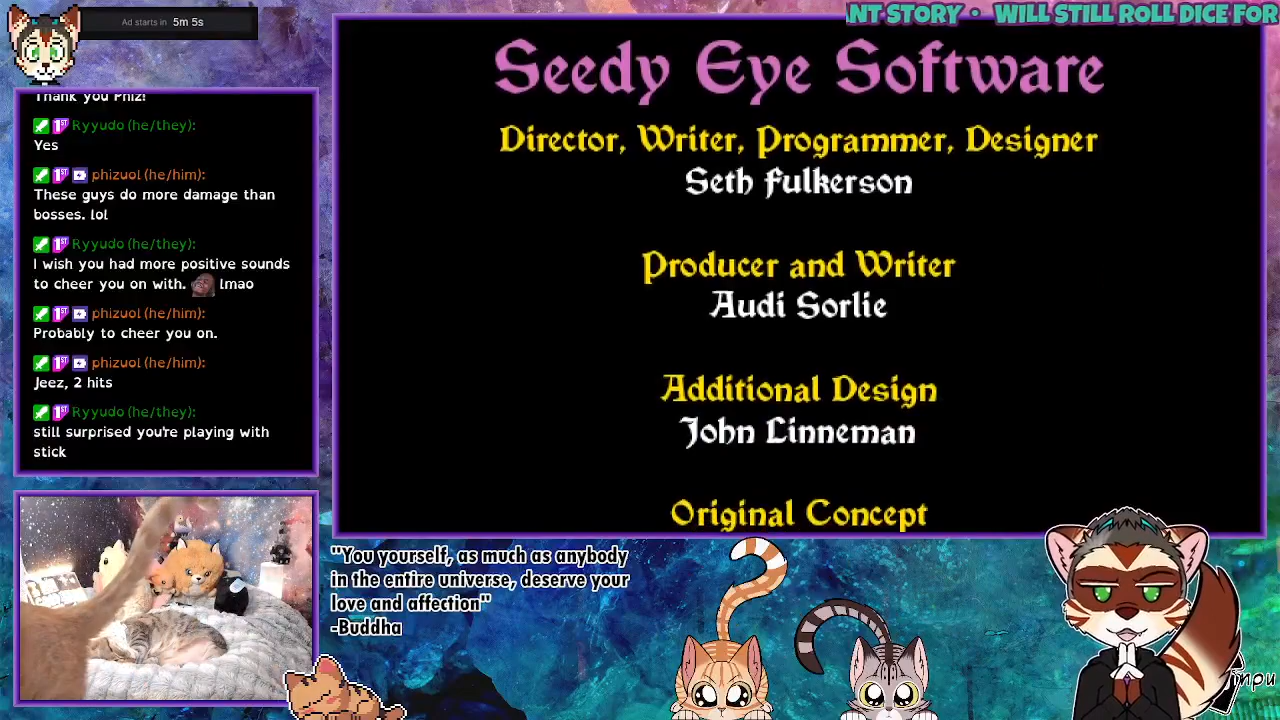 Ad starts in 5m 5s
NT STORY • WILL STILL ROLL DICE FOR
Thank you Phiz!
Ryyudo (he/they):
Yes
phizuol (he/him):
These guys do more damage than
bosses. lol
Ryyudo (he/they):
I wish you had more positive sounds
to cheer you on with. lmao
phizuol (he/him):
Probably to cheer you on.
phizuol (he/him):
Jeez, 2 hits
Ryyudo (he/they):
still surprised you're playing with
stick
Seedy Eye Software
Director, Writer, Programmer, Designer
Seth Fulkerson
Producer and Writer
Audi Sorlie
Additional Design
John Linneman
Original Concept
"You yourself, as much as anybody
in the entire universe, deserve your
love and affection"
-Buddha